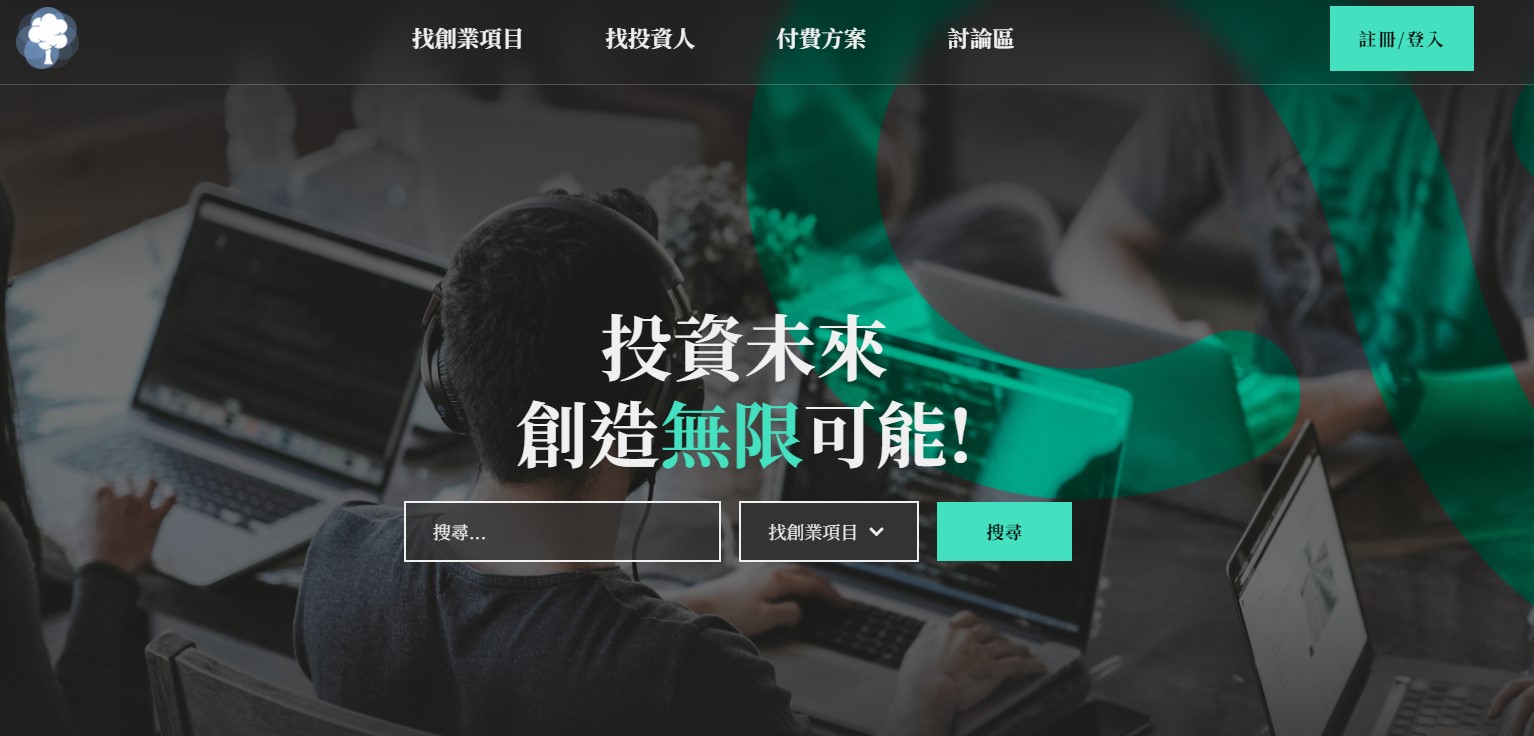 找創業項目
找投資人
付費方案
討論區
註冊/登入
投資未來
創造無限可能!
搜尋...
找創業項目
搜尋